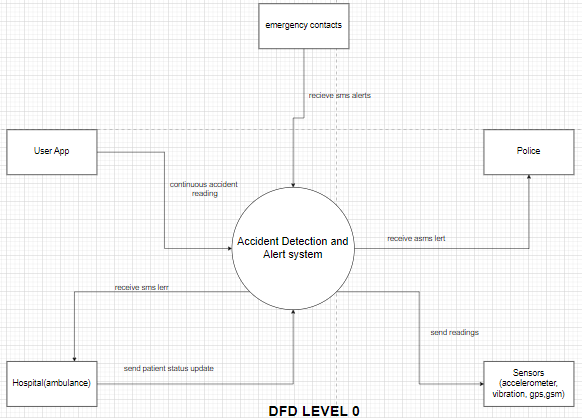 emergency contacts
recieve sms alerts
User App
Police
continuous accident
reading
Accident Detection and
Alert system
receive asms lert
receive sms lerr
send readings
send patient status update
Hospital(ambulance)
Sensors
(accelerometer,
vibration, gps,gsm)
DFD LEVEL 0